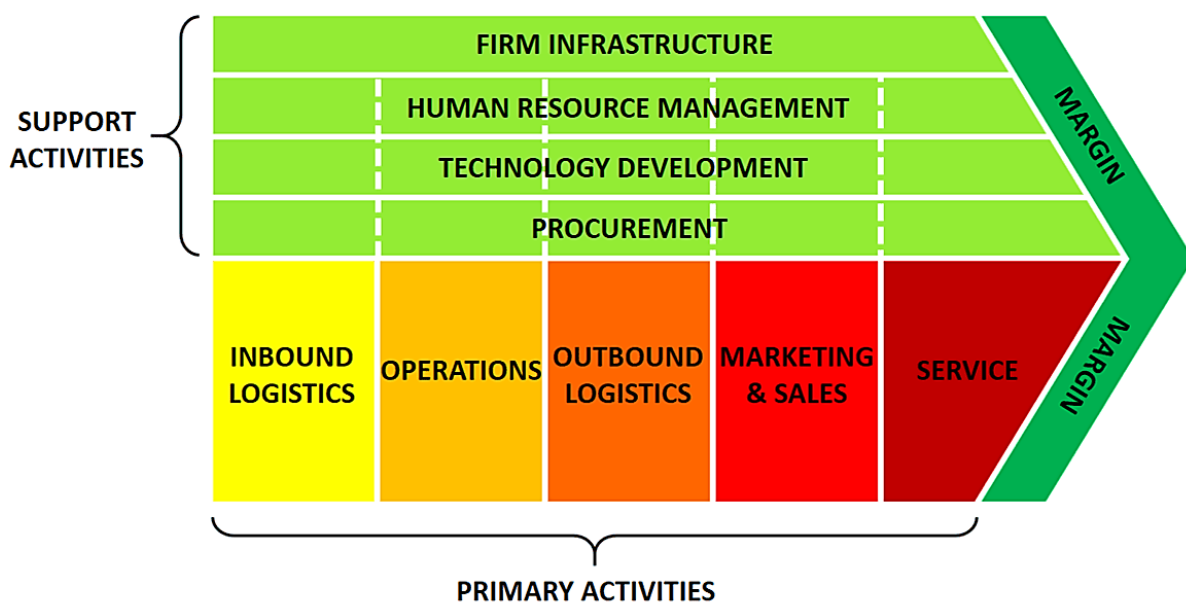 FIRM INFRASTRUCTURE
HUMAN RESOURCE MANAGEMENT
TECHNOLOGY DEVELOPMENT
PROCUREMENT
SUPPORT
ACTIVITIES
MARGIN
INBOUND
LOGISTICS
OPERATIONS
OUTBOUND
LOGISTICS
MARKETING
& SALES
SERVICE
MARGIN
PRIMARY ACTIVITIES